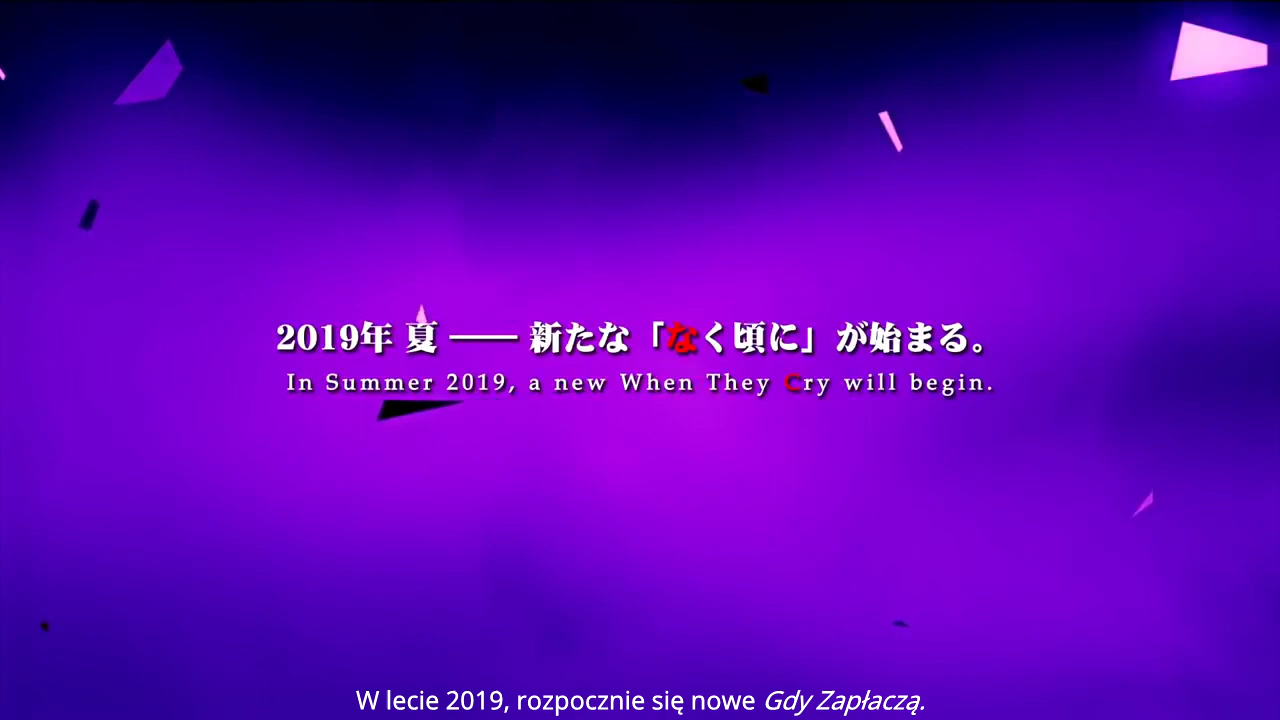 2019年 夏 ── 新たな「なく頃に」が始まる。
In Summer 2019, a new When They Cry will begin.
W lecie 2019, rozpocznie się nowe Gdy Zapłaczą.